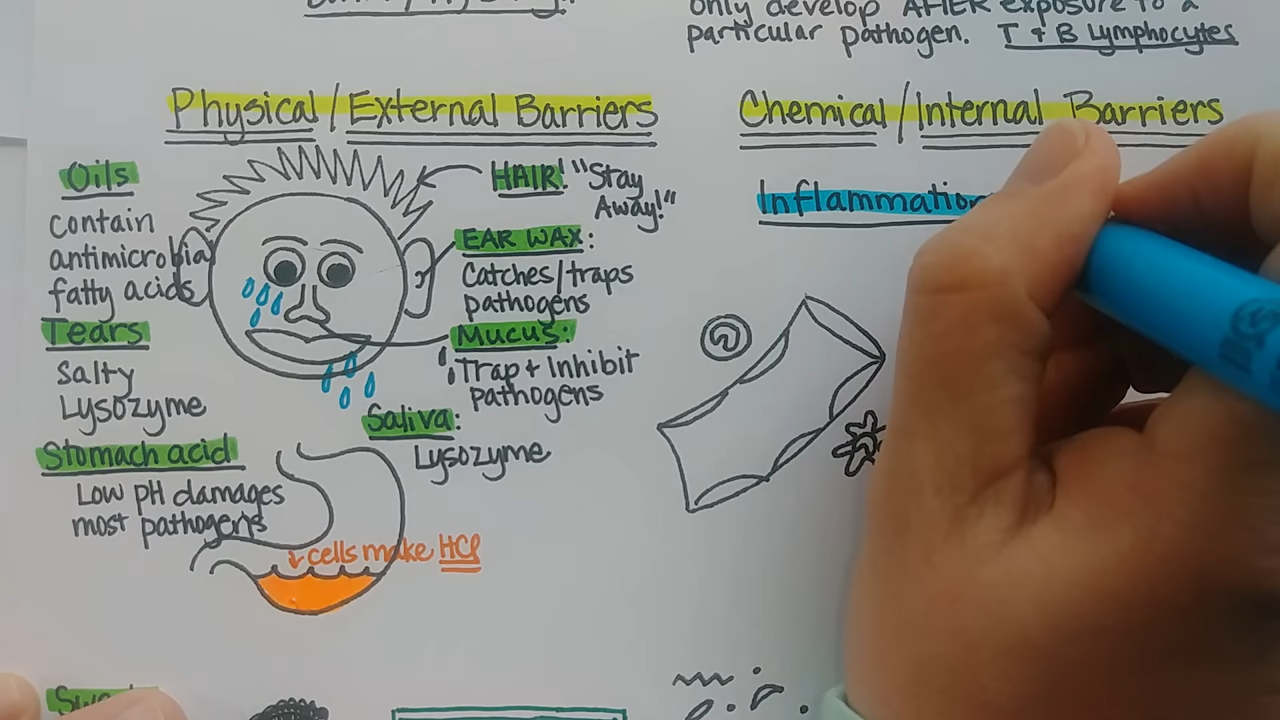 only develop AFTER exposure to a
particular pathogen. T & B Lymphocytes
Physical/External Barriers
Oils
contain
antimicrobial
fatty acids
Tears
Salty
Lysozyme
Stomach acid
Low pH damages
most pathogens
HAIR! "Stay
Away!"
EAR WAX:
Catches/traps
pathogens
Mucus:
Trap & Inhibit
pathogens
Saliva:
Lysozyme
cells make HCl
Chemical/Internal Barriers
Inflammation